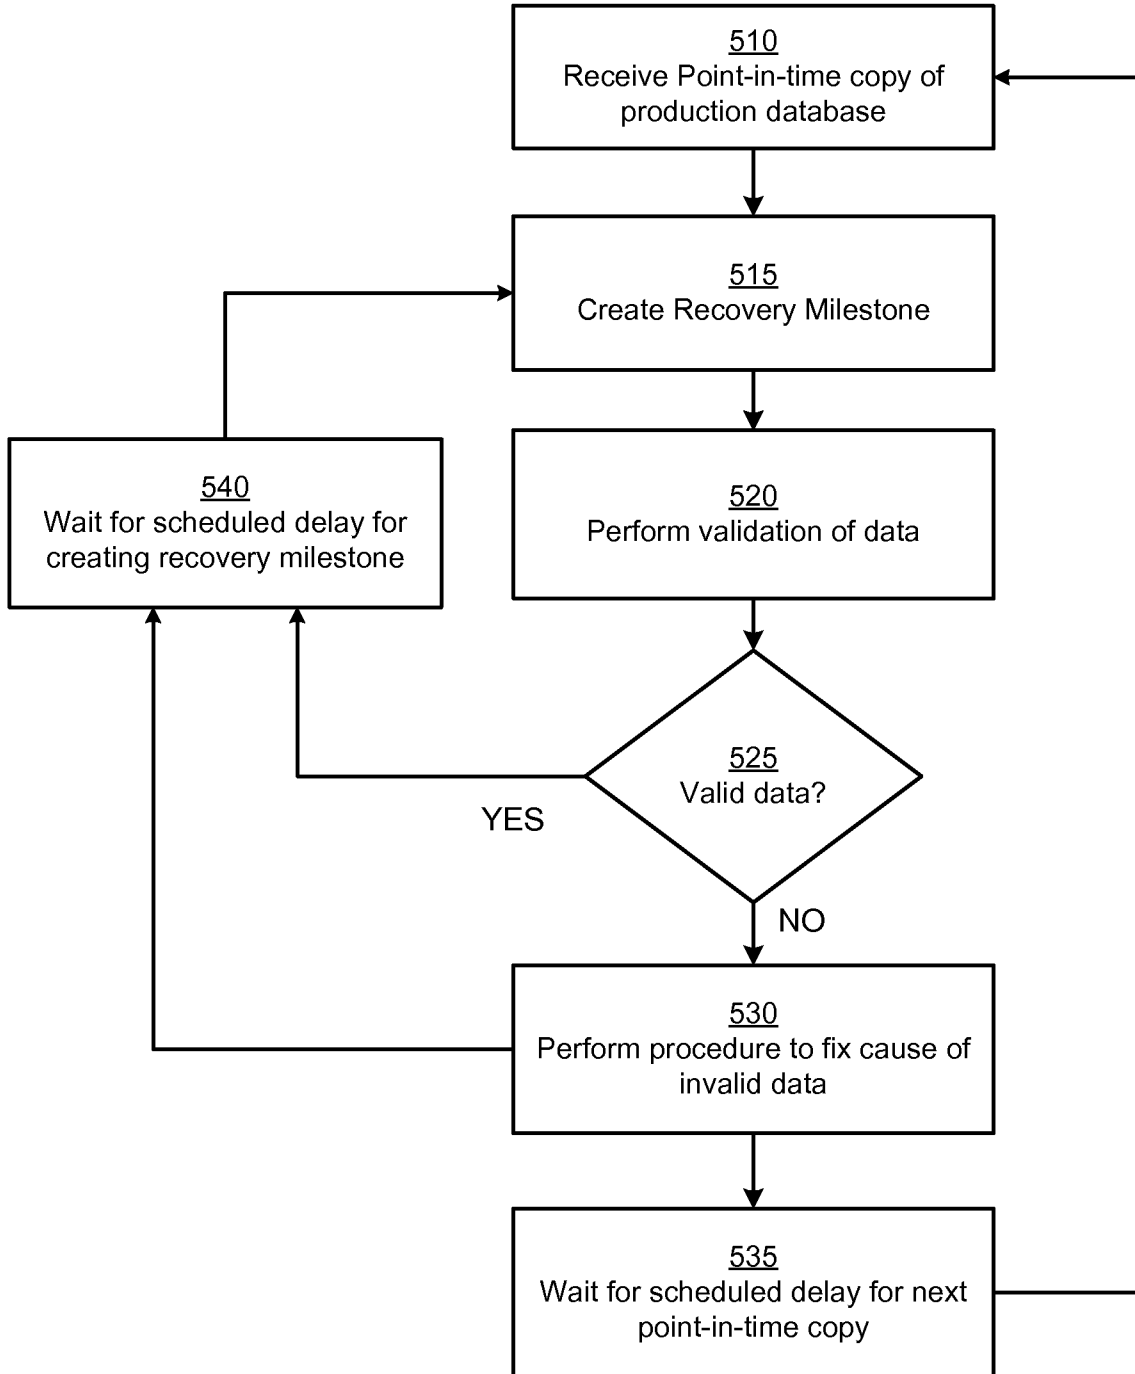 510
Receive Point-in-time copy of
production database
515
Create Recovery Milestone
540
Wait for scheduled delay for
creating recovery milestone
520
Perform validation of data
525
Valid data?
YES
NO
530
Perform procedure to fix cause of
invalid data
535
Wait for scheduled delay for next
point-in-time copy